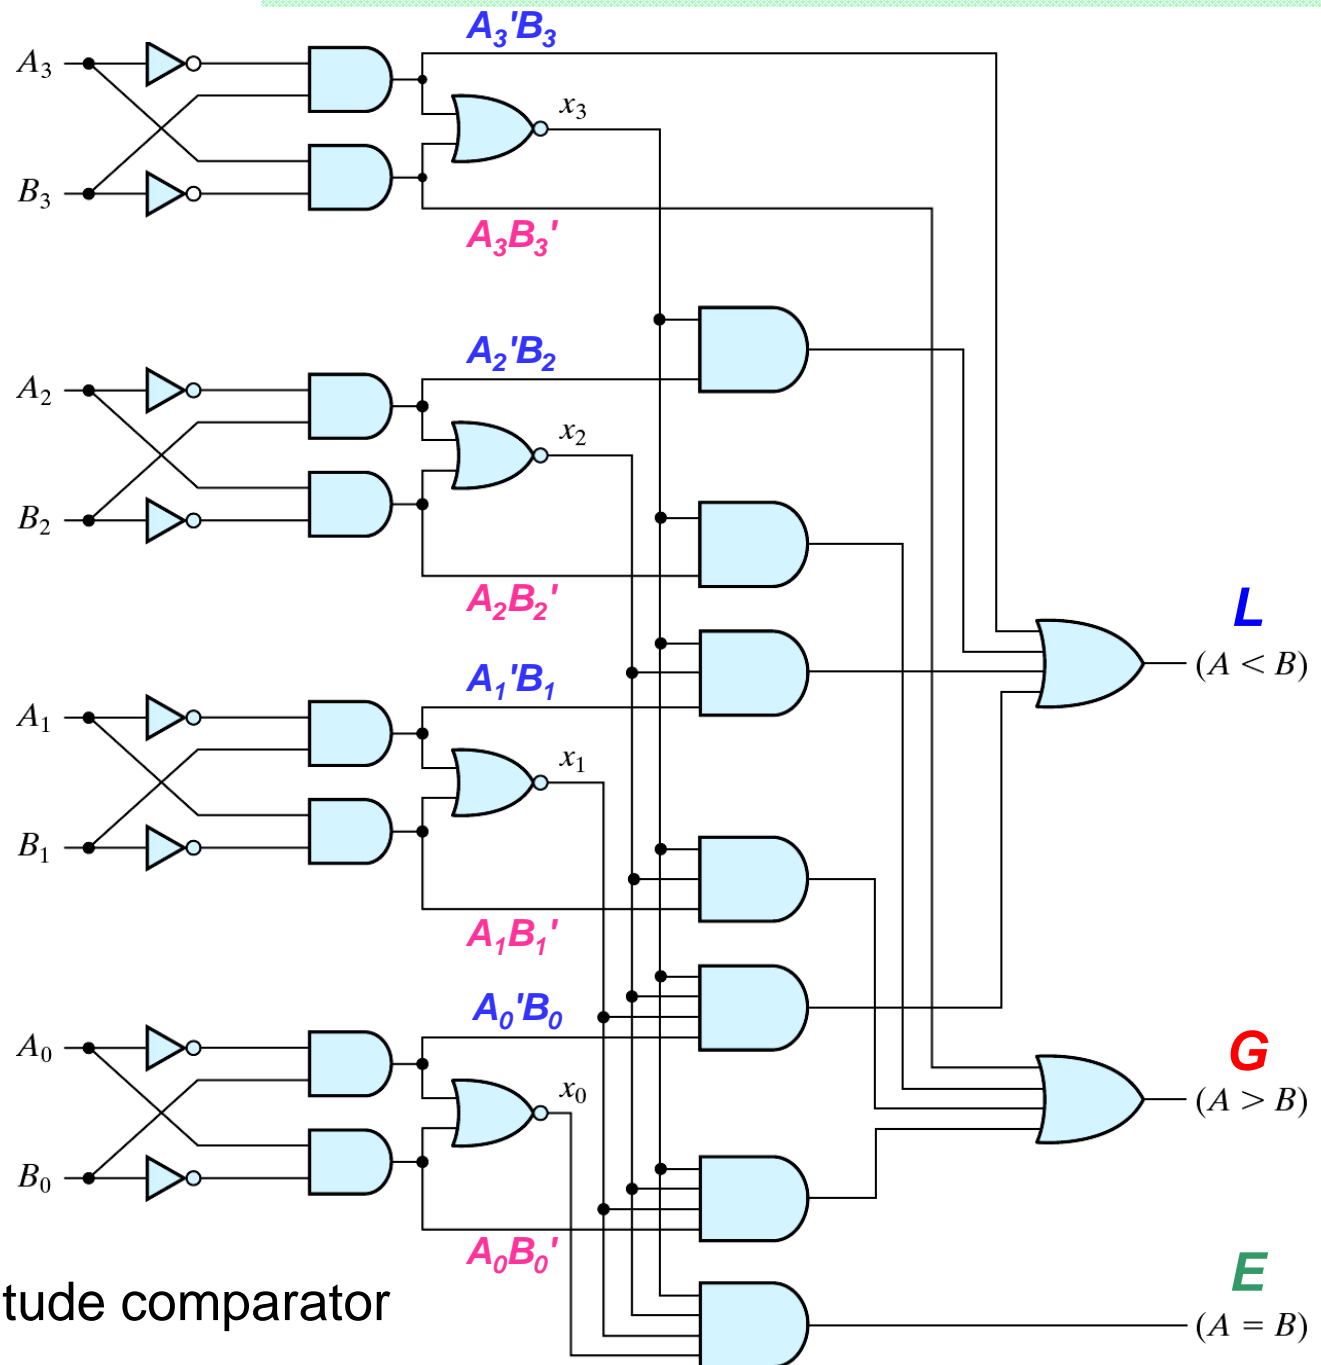 A₃'B₃
A₃
x₃
B₃
A₃B₃'
A₂'B₂
A₂
x₂
B₂
A₂B₂'
L
(A < B)
A₁'B₁
A₁
x₁
B₁
A₁B₁'
A₀'B₀
A₀
G
x₀
(A > B)
B₀
A₀B₀'
E
tude comparator
(A = B)